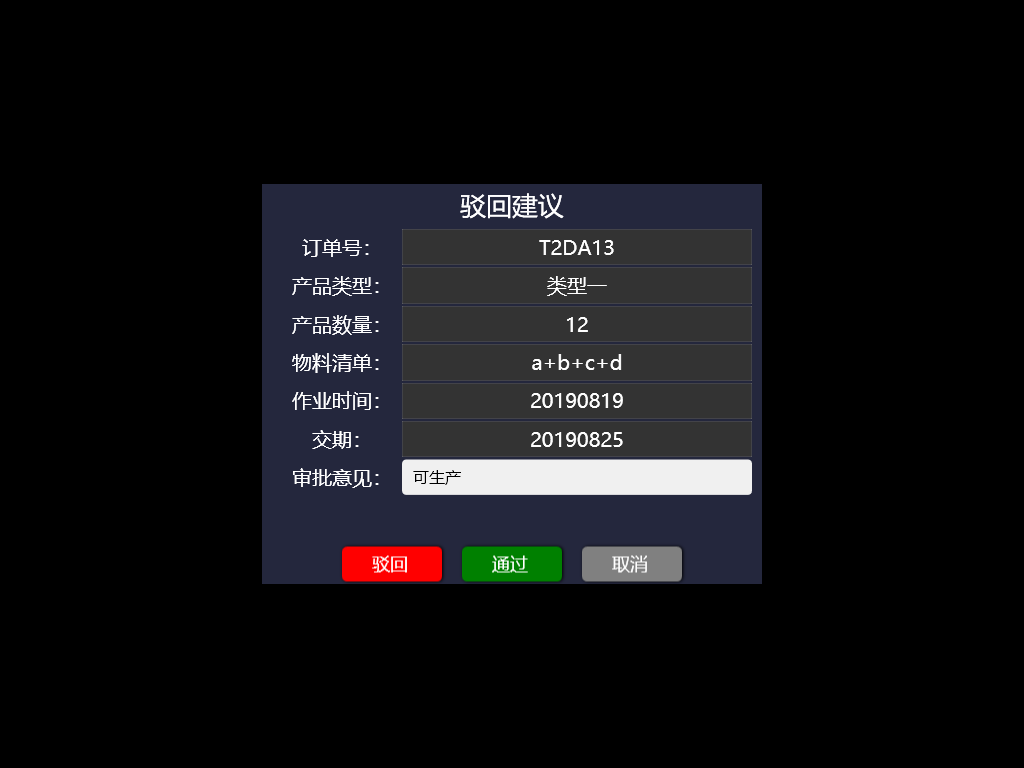 驳回建议
订单号： T2DA13
产品类型： 类型一
产品数量： 12
物料清单： a+b+c+d
作业时间： 20190819
交期： 20190825
审批意见： 可生产
驳回 通过 取消